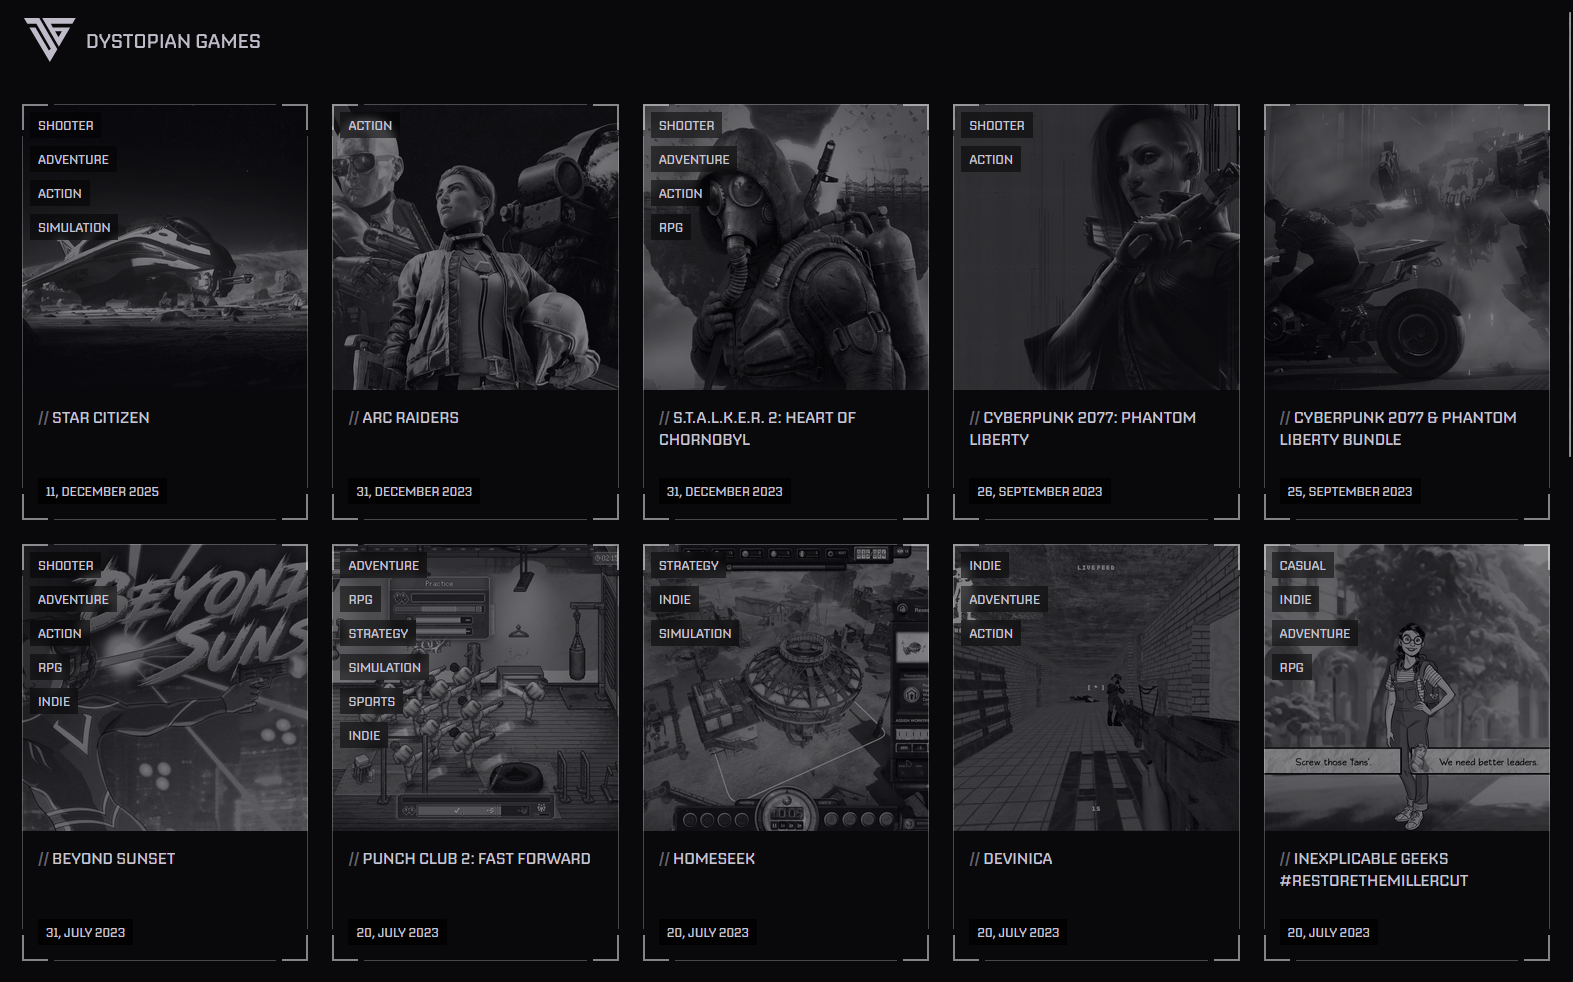 DYSTOPIAN GAMES
SHOOTER
ADVENTURE
ACTION
SIMULATION
// STAR CITIZEN
11, DECEMBER 2025
ACTION
// ARC RAIDERS
31, DECEMBER 2023
SHOOTER
ADVENTURE
ACTION
RPG
// S.T.A.L.K.E.R. 2: HEART OF
CHORNOBYL
31, DECEMBER 2023
SHOOTER
ACTION
// CYBERPUNK 2077: PHANTOM
LIBERTY
26, SEPTEMBER 2023
// CYBERPUNK 2077 & PHANTOM
LIBERTY BUNDLE
25, SEPTEMBER 2023
SHOOTER
ADVENTURE
ACTION
RPG
INDIE
BEYOND
SUNS
// BEYOND SUNSET
31, JULY 2023
ADVENTURE
RPG
STRATEGY
SIMULATION
SPORTS
INDIE
Practice
// PUNCH CLUB 2: FAST FORWARD
20, JULY 2023
STRATEGY
INDIE
SIMULATION
// HOMESEEK
20, JULY 2023
INDIE
ADVENTURE
ACTION
LIVEFEED
[ * ]
15
// DEVINICA
20, JULY 2023
CASUAL
INDIE
ADVENTURE
RPG
Screw those 'fans'.
We need better leaders.
// INEXPLICABLE GEEKS
#RESTORETHEMILLERCUT
20, JULY 2023